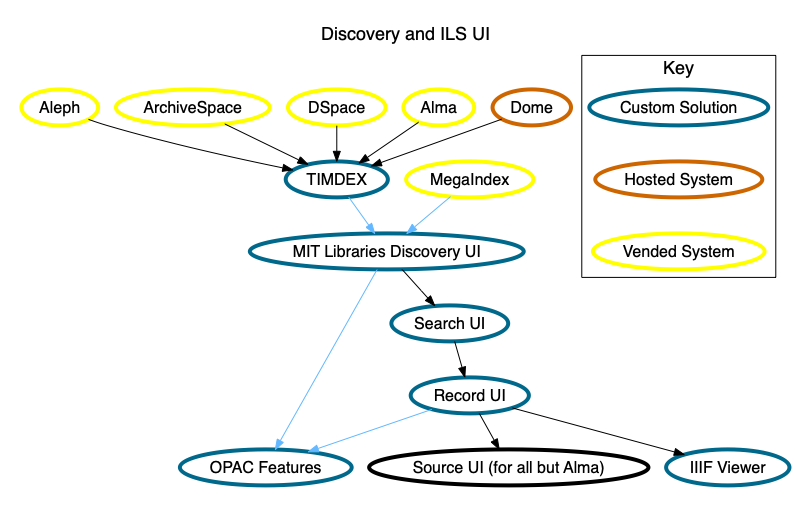 Discovery and ILS UI
Key
Aleph
ArchiveSpace
DSpace
Alma
Dome
Custom Solution
TIMDEX
MegaIndex
Hosted System
MIT Libraries Discovery UI
Vended System
Search UI
Record UI
OPAC Features
Source UI (for all but Alma)
IIIF Viewer